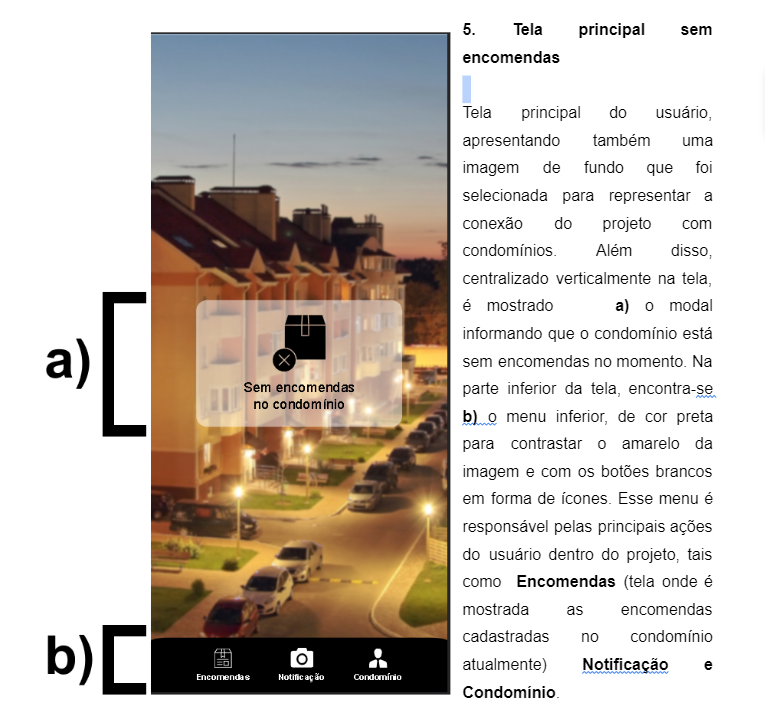 a)
Sem encomendas
no condomínio
b)
Encomendas
Notificação
Condomínio
5. Tela principal sem
encomendas
Tela principal do usuário,
apresentando também uma
imagem de fundo que foi
selecionada para representar a
conexão do projeto com
condomínios. Além disso,
centralizado verticalmente na tela,
é mostrado a) o modal
informando que o condomínio está
sem encomendas no momento. Na
parte inferior da tela, encontra-se
b) o menu inferior, de cor preta
para contrastar o amarelo da
imagem e com os botões brancos
em forma de ícones. Esse menu é
responsável pelas principais ações
do usuário dentro do projeto, tais
como Encomendas (tela onde é
mostrada as encomendas
cadastradas no condomínio
atualmente) Notificação e
Condomínio.